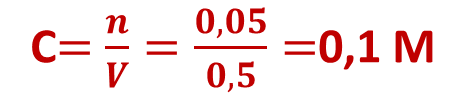 C= n/V = 0,05/0,5 =0,1 M